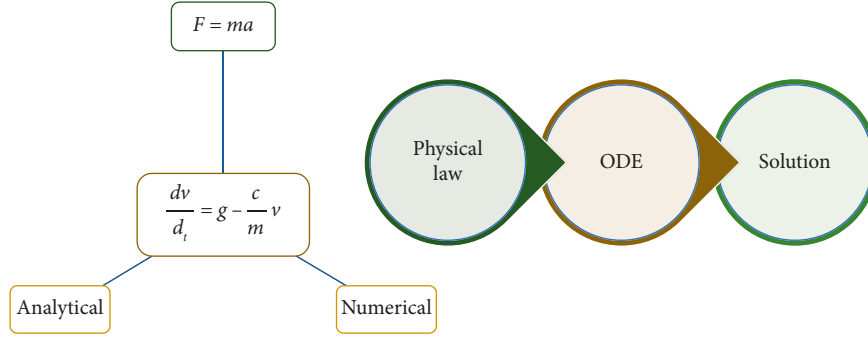 F = ma
dv/d_t = g – c/m v
Analytical
Numerical
Physical
law
ODE
Solution